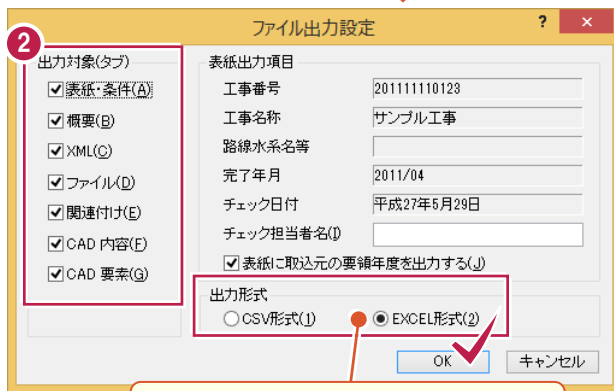 ファイル出力設定
?
×
2
出力対象(タブ)
表紙・条件(A)
概要(B)
XML(C)
ファイル(D)
関連付け(E)
CAD 内容(F)
CAD 要素(G)
表紙出力項目
工事番号 201111110123
工事名称 サンプル工事
路線水系名等
完了年月 2011/04
チェック日付 平成27年5月29日
チェック担当者名(I)
表紙に取込元の要領年度を出力する(J)
出力形式
CSV形式(1) EXCEL形式(2)
OK キャンセル